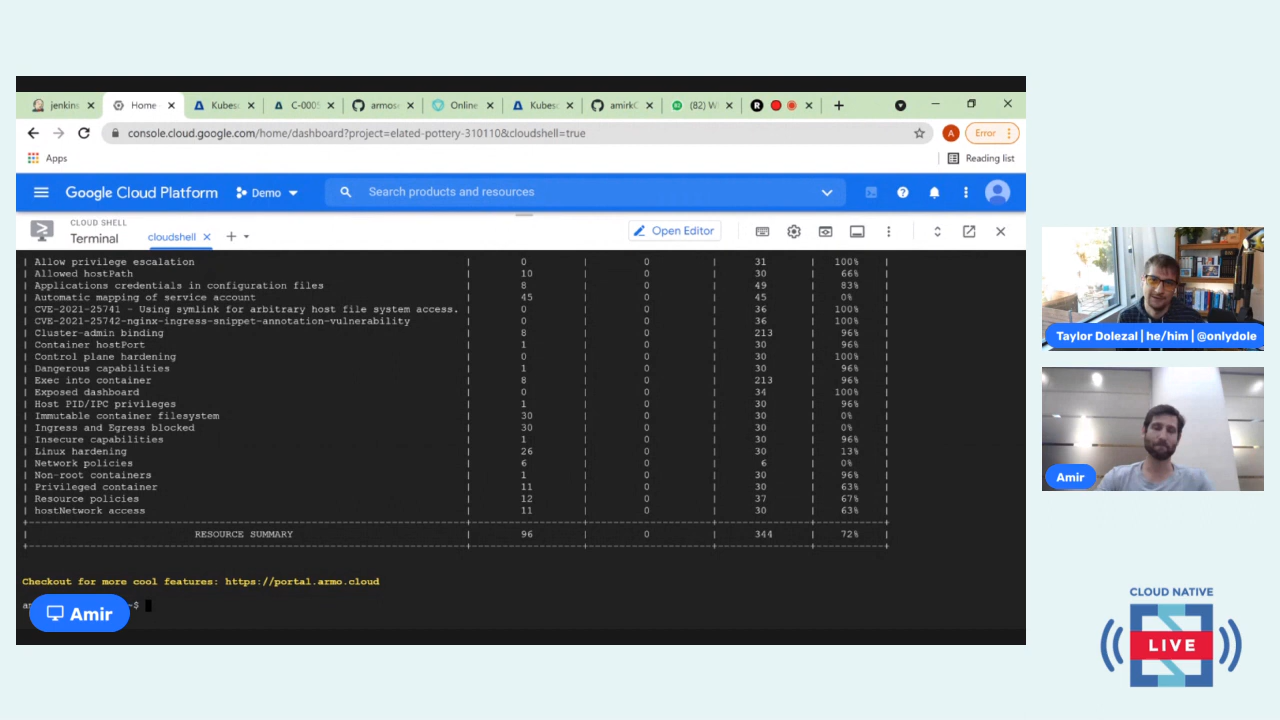 jenkins Home Kubes C-000 armose Online Kubes amirk (82) W R
console.cloud.google.com/home/dashboard?project=elated-pottery-310110&cloudshell=true A Error
Apps Reading list
Google Cloud Platform Demo Search products and resources
CLOUD SHELL
Terminal cloudshell Open Editor
| Allow privilege escalation | 0 | 0 | 31 | 100% |
| Allowed hostPath | 10 | 0 | 30 | 66% |
| Applications credentials in configuration files | 8 | 0 | 49 | 83% |
| Automatic mapping of service account | 45 | 0 | 45 | 0% |
| CVE-2021-25741 - Using symlink for arbitrary host file system access. | 0 | 0 | 36 | 100% |
| CVE-2021-25742-nginx-ingress-snippet-annotation-vulnerability | 0 | 0 | 36 | 100% |
| Cluster-admin binding | 8 | 0 | 213 | 96% |
| Container hostPort | 1 | 0 | 30 | 96% |
| Control plane hardening | 0 | 0 | 30 | 100% |
| Dangerous capabilities | 1 | 0 | 30 | 96% |
| Exec into container | 8 | 0 | 213 | 96% |
| Exposed dashboard | 0 | 0 | 34 | 100% |
| Host PID/IPC privileges | 1 | 0 | 30 | 96% |
| Immutable container filesystem | 30 | 0 | 30 | 0% |
| Ingress and Egress blocked | 30 | 0 | 30 | 0% |
| Insecure capabilities | 1 | 0 | 30 | 96% |
| Linux hardening | 26 | 0 | 30 | 13% |
| Network policies | 6 | 0 | 6 | 0% |
| Non-root containers | 1 | 0 | 30 | 96% |
| Privileged container | 11 | 0 | 30 | 63% |
| Resource policies | 12 | 0 | 37 | 67% |
| hostNetwork access | 11 | 0 | 30 | 63% |
| RESOURCE SUMMARY | 96 | 0 | 344 | 72% |
Checkout for more cool features: https://portal.armo.cloud
Amir
Taylor Dolezal | he/him | @onlydole
Amir
CLOUD NATIVE
LIVE